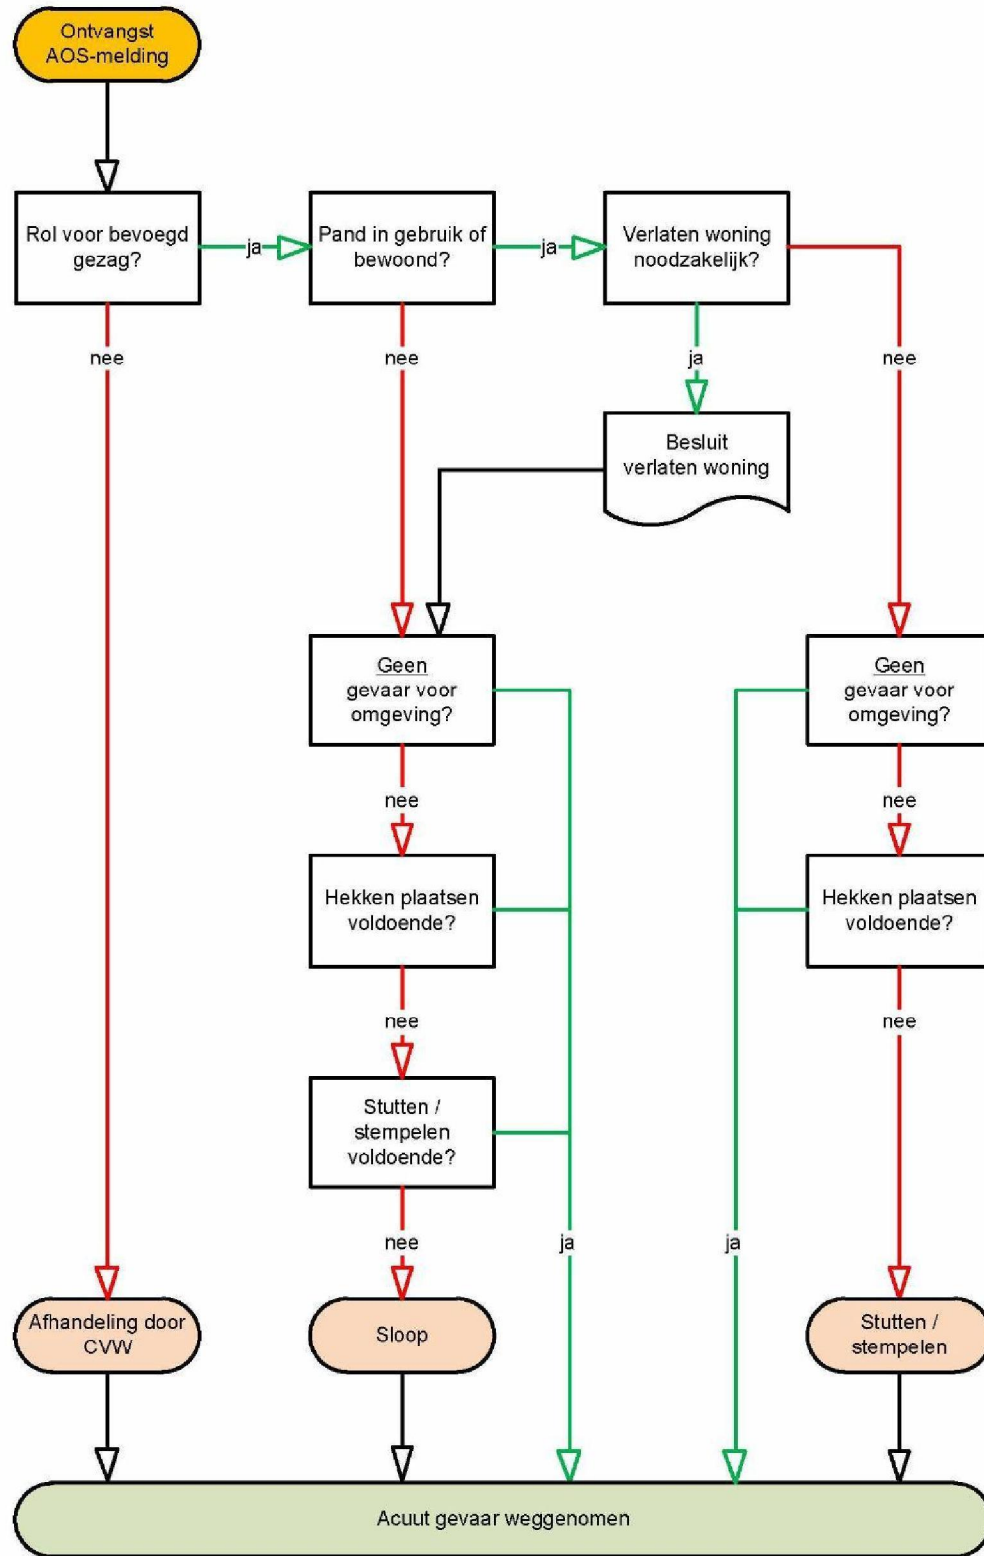 Ontvangst
AOS-melding
Rol voor bevoegd
gezag?
ja
Pand in gebruik of
bewoond?
ja
Verlaten woning
noodzakelijk?
nee
nee
ja
nee
Besluit
verlaten woning
Geen
gevaar voor
omgeving?
Geen
gevaar voor
omgeving?
nee
nee
Hekken plaatsen
voldoende?
Hekken plaatsen
voldoende?
nee
nee
Stutten /
stempelen
voldoende?
nee
ja
ja
Afhandeling door
CVW
Sloop
Stutten /
stempelen
Acuut gevaar weggenomen